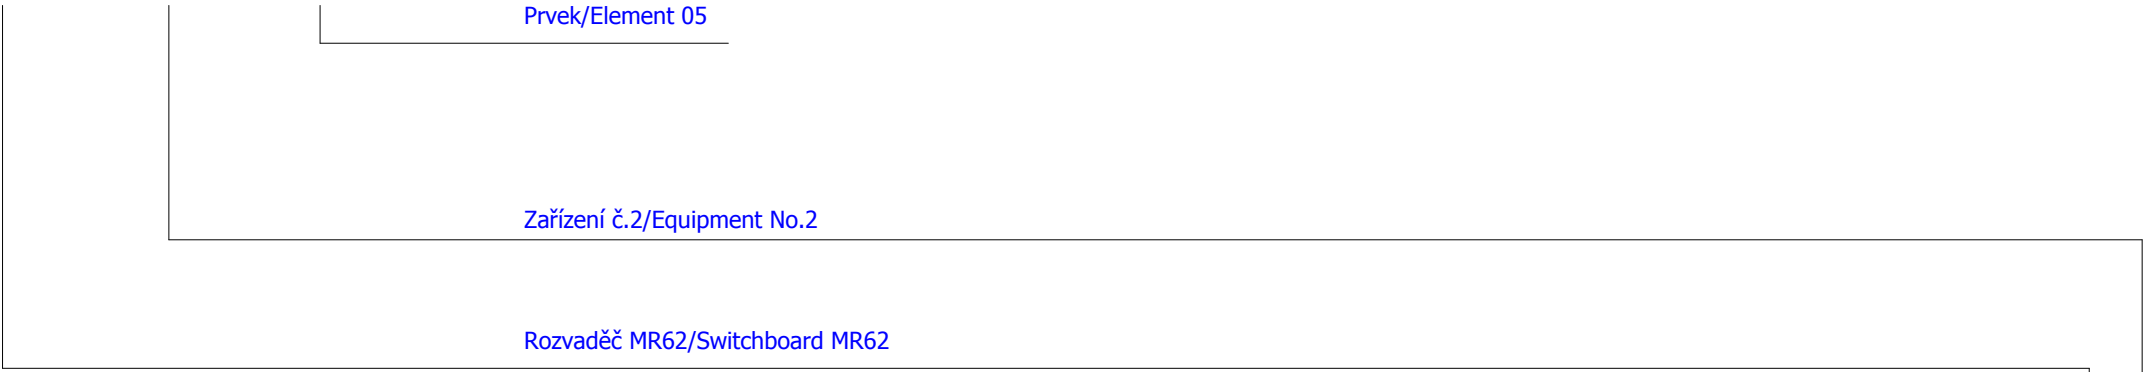 Prvek/Element 05
Zařízení č.2/Equipment No.2
Rozvaděč MR62/Switchboard MR62